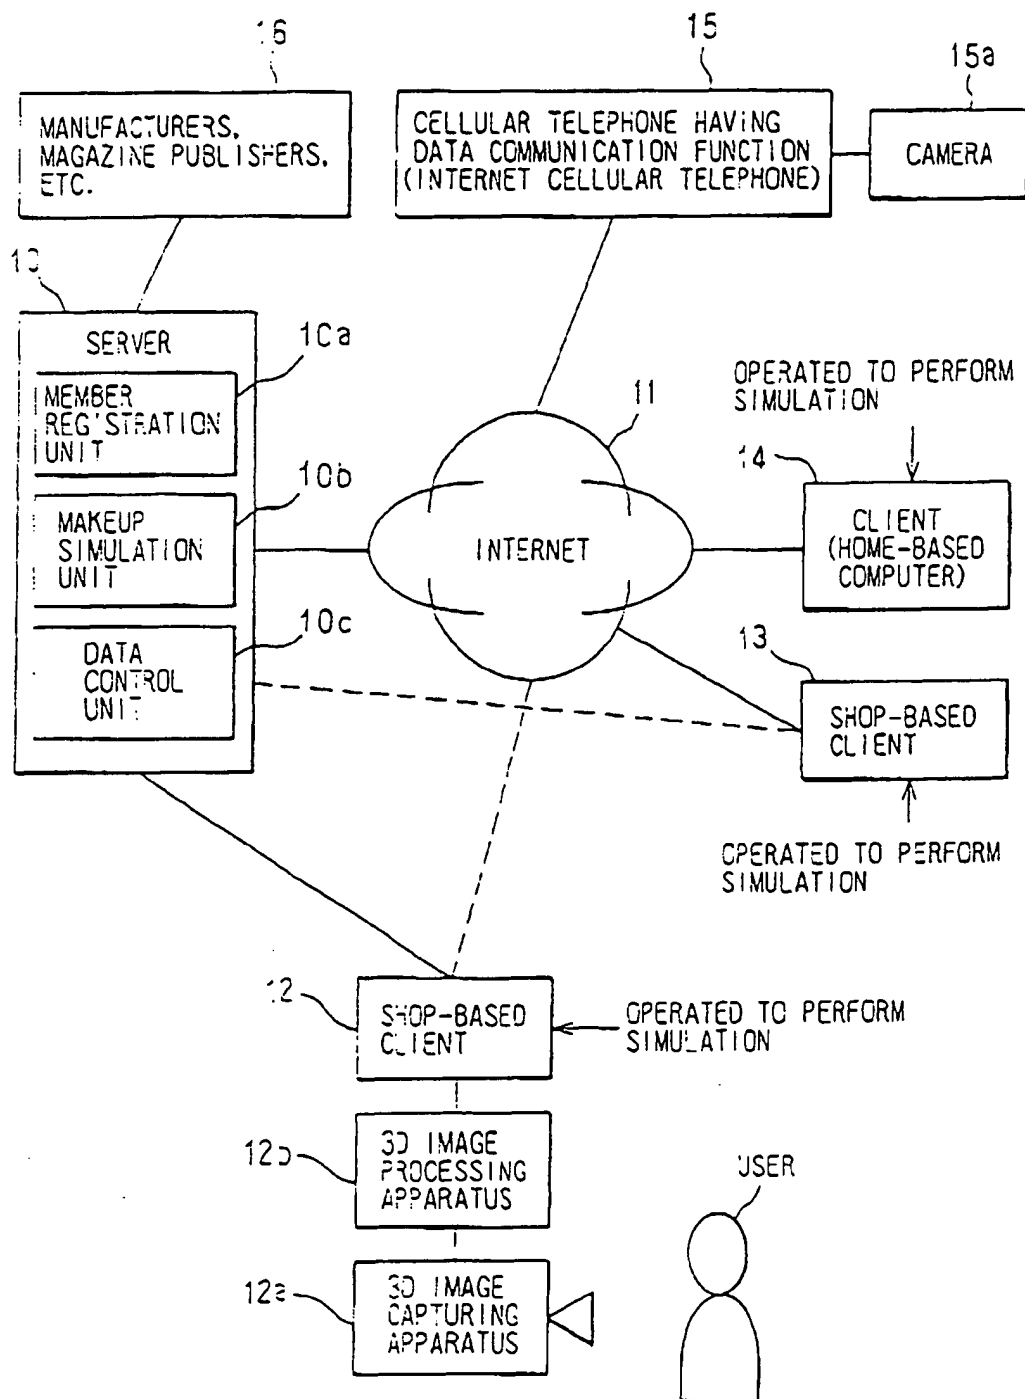 16
MANUFACTURERS,
MAGAZINE PUBLISHERS,
ETC.
15
CELLULAR TELEPHONE HAVING
DATA COMMUNICATION FUNCTION
(INTERNET CELLULAR TELEPHONE)
15a
CAMERA
10
SERVER
10a
MEMBER
REGISTRATION
UNIT
10b
MAKEUP
SIMULATION
UNIT
10c
DATA
CONTROL
UNIT
11
INTERNET
OPERATED TO PERFORM
SIMULATION
14
CLIENT
(HOME-BASED
COMPUTER)
13
SHOP-BASED
CLIENT
OPERATED TO PERFORM
SIMULATION
12
SHOP-BASED
CLIENT
OPERATED TO PERFORM
SIMULATION
12b
3D IMAGE
PROCESSING
APPARATUS
12a
3D IMAGE
CAPTURING
APPARATUS
USER